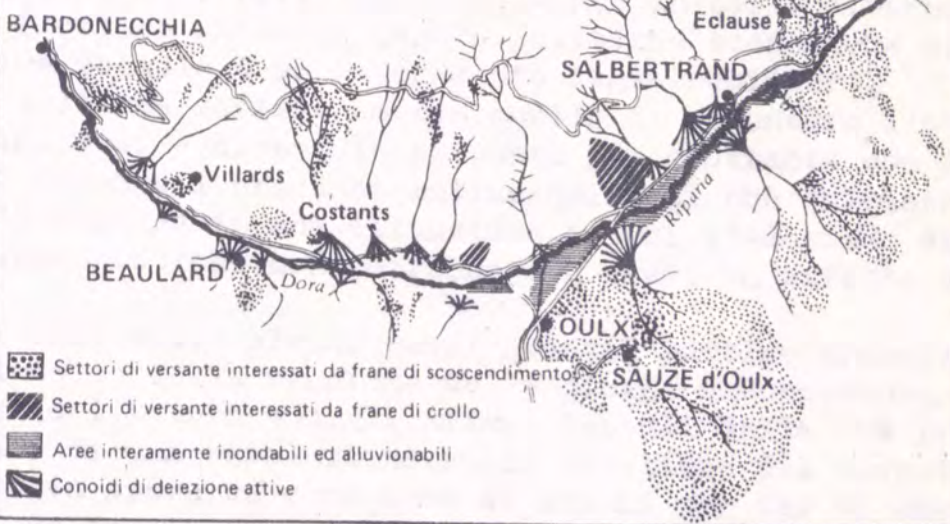 BARDONECCHIA
Eclause
SALBERTRAND
Villards
Costants
Ripuria
BEAULARD
Dora
OULX
SAUZE d'Oulx
Settori di versante interessati da frane di scoscendimento
Settori di versante interessati da frane di crollo
Aree interamente inondabili ed alluvionabili
Conoidi di deiezione attive